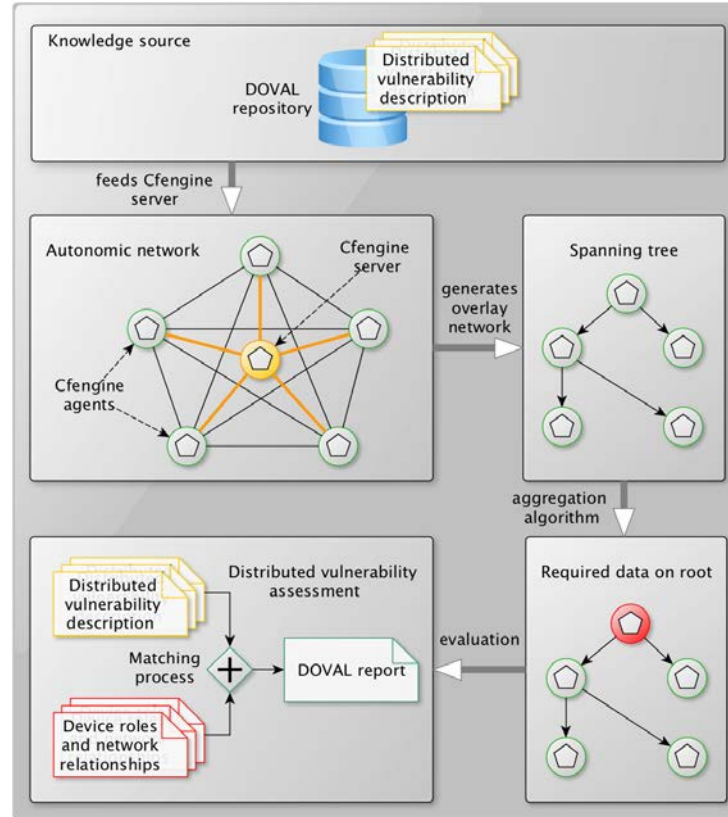 Knowledge source
DOVAL
repository
Distributed
vulnerability
description
feeds Cfengine
server
Autonomic network
Cfengine
server
Cfengine
agents
generates
overlay
network
Spanning tree
aggregation
algorithm
Distributed
vulnerability
description
Distributed vulnerability
assessment
Matching
process
DOVAL report
Device roles
and network
relationships
evaluation
Required data on root